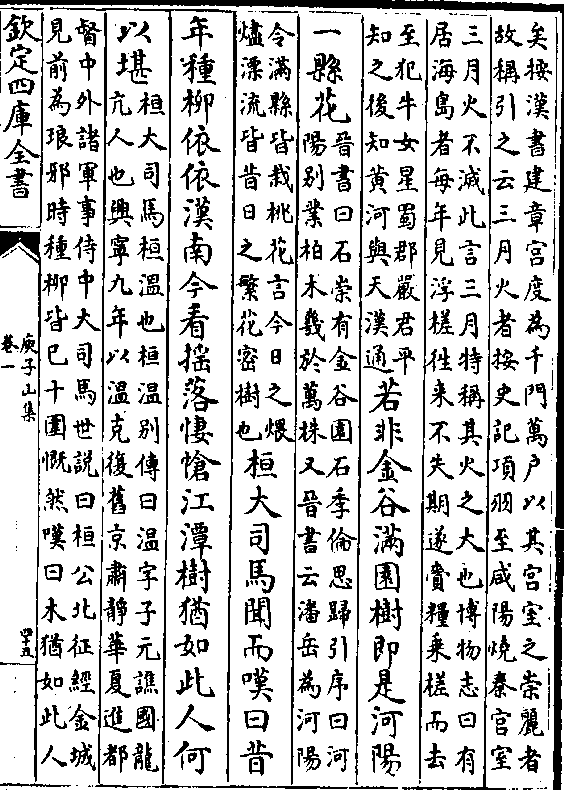 矣按漢書建章宮度為千門萬户以其宮室之崇麗者
故稱引之云三月火者按史記項羽至咸陽燒秦宮室
三月火不滅此言三月特稱其火之大也博物志曰有
居海島者每年見浮槎往来不失期遂賫糧乘槎而去
至犯牛女星蜀郡嚴君平
知之後知黄河與天漢通
若非金谷滿園樹即是河陽
一縣花
晉書曰石崇有金谷園石季倫思歸引序曰河
陽别業柏木幾於萬株又晉書云潘岳為河陽
令滿縣皆栽桃花言今日之煨
燼漂流皆昔日之繁花密樹也
桓大司馬聞而嘆曰昔
年種柳依依漢南今看摇落悽愴江潭樹猶如此人何
以堪
桓大司馬桓溫也桓溫别傳曰溫字子元譙國龍
亢人也興寧九年以溫克復舊京肅静華夏進都
督中外諸軍事侍中大司馬世説曰桓公北征經金城
見前為琅邪時種柳皆已十圍慨然嘆曰木猶如此人
欽定四庫全書
庾子山集
卷一
四十五